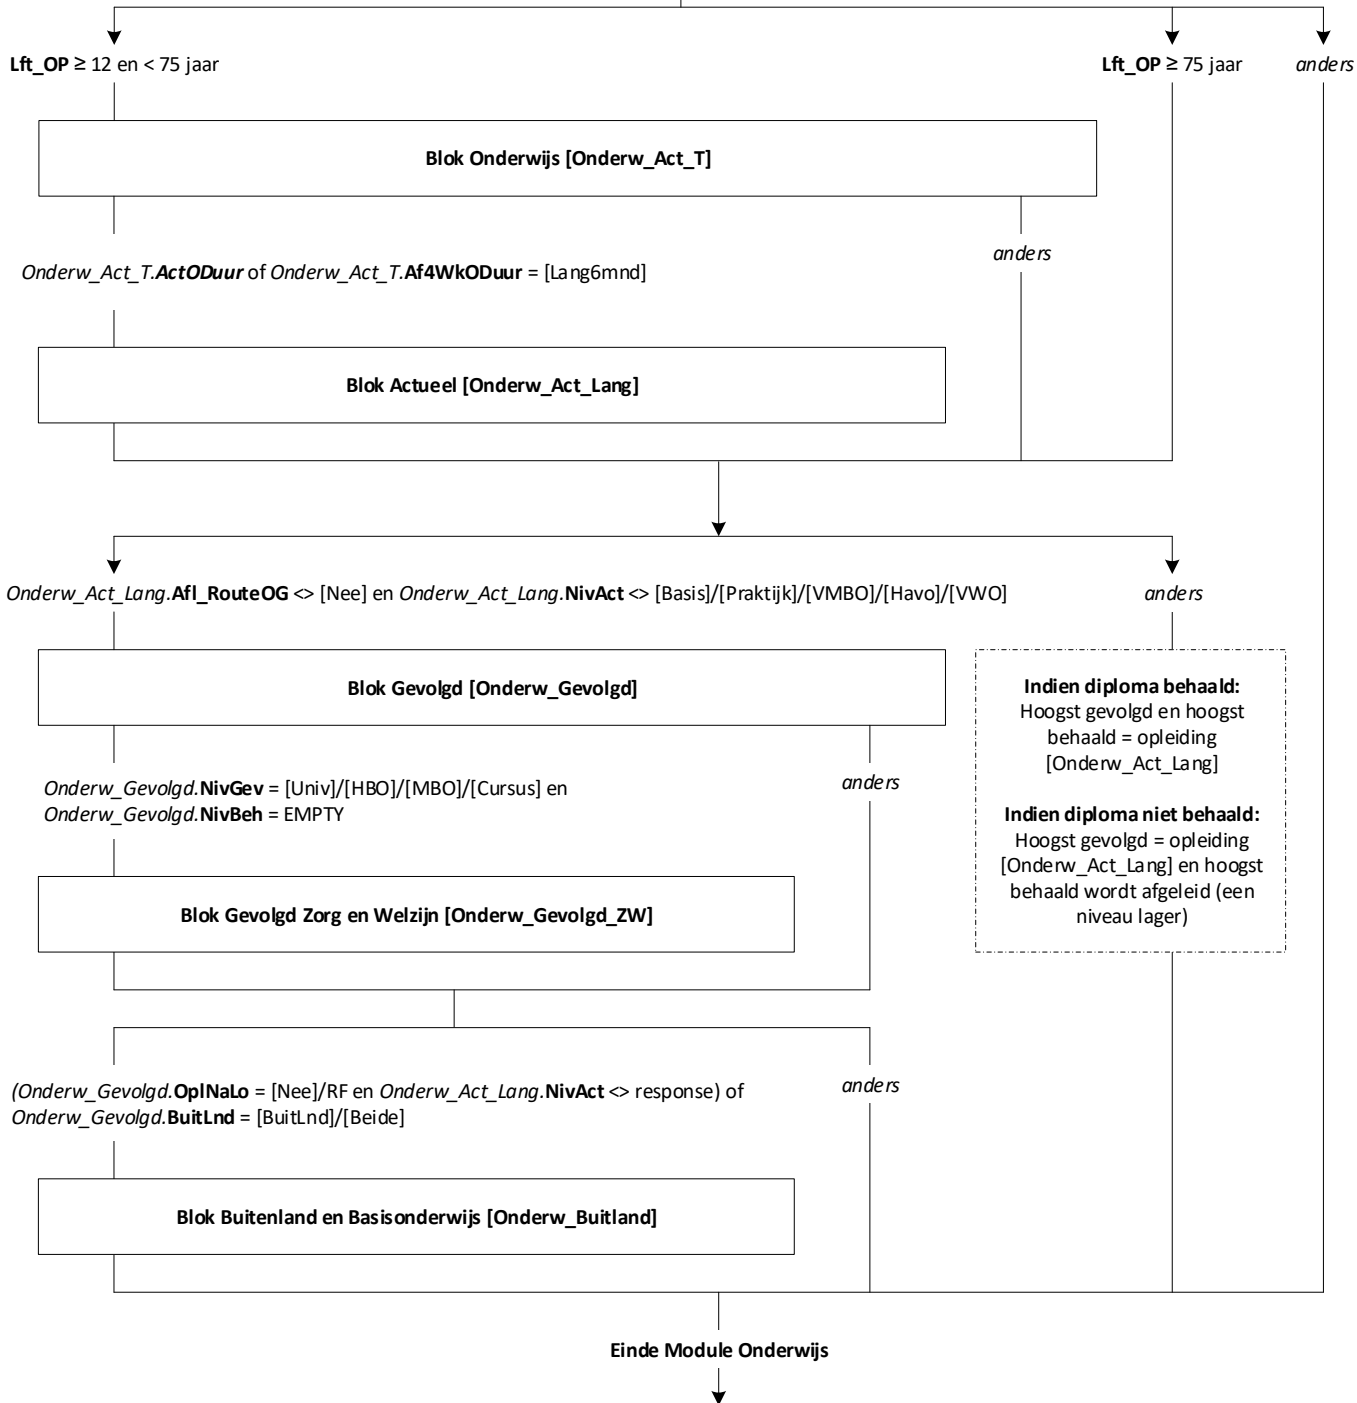 Lft_OP ≥ 12 en < 75 jaar
Lft_OP ≥ 75 jaar
anders
Blok Onderwijs [Onderw_Act_T]
anders
Onderw_Act_T.ActODuur of Onderw_Act_T.Af4WkODuur = [Lang6mnd]
Blok Actueel [Onderw_Act_Lang]
Onderw_Act_Lang.Afl_RouteOG <> [Nee] en Onderw_Act_Lang.NivAct <> [Basis]/[Praktijk]/[VMBO]/[Havo]/[VWO]
anders
Blok Gevolgd [Onderw_Gevolgd]
Indien diploma behaald:
Hoogst gevolgd en hoogst
behaald = opleiding
[Onderw_Act_Lang]
Indien diploma niet behaald:
Hoogst gevolgd = opleiding
[Onderw_Act_Lang] en hoogst
behaald wordt afgeleid (een
niveau lager)
Onderw_Gevolgd.NivGev = [Univ]/[HBO]/[MBO]/[Cursus] en
Onderw_Gevolgd.NivBeh = EMPTY
anders
Blok Gevolgd Zorg en Welzijn [Onderw_Gevolgd_ZW]
(Onderw_Gevolgd.OplNaLo = [Nee]/RF en Onderw_Act_Lang.NivAct <> response) of
Onderw_Gevolgd.BuitLnd = [BuitLnd]/[Beide]
anders
Blok Buitenland en Basisonderwijs [Onderw_Buitland]
Einde Module Onderwijs